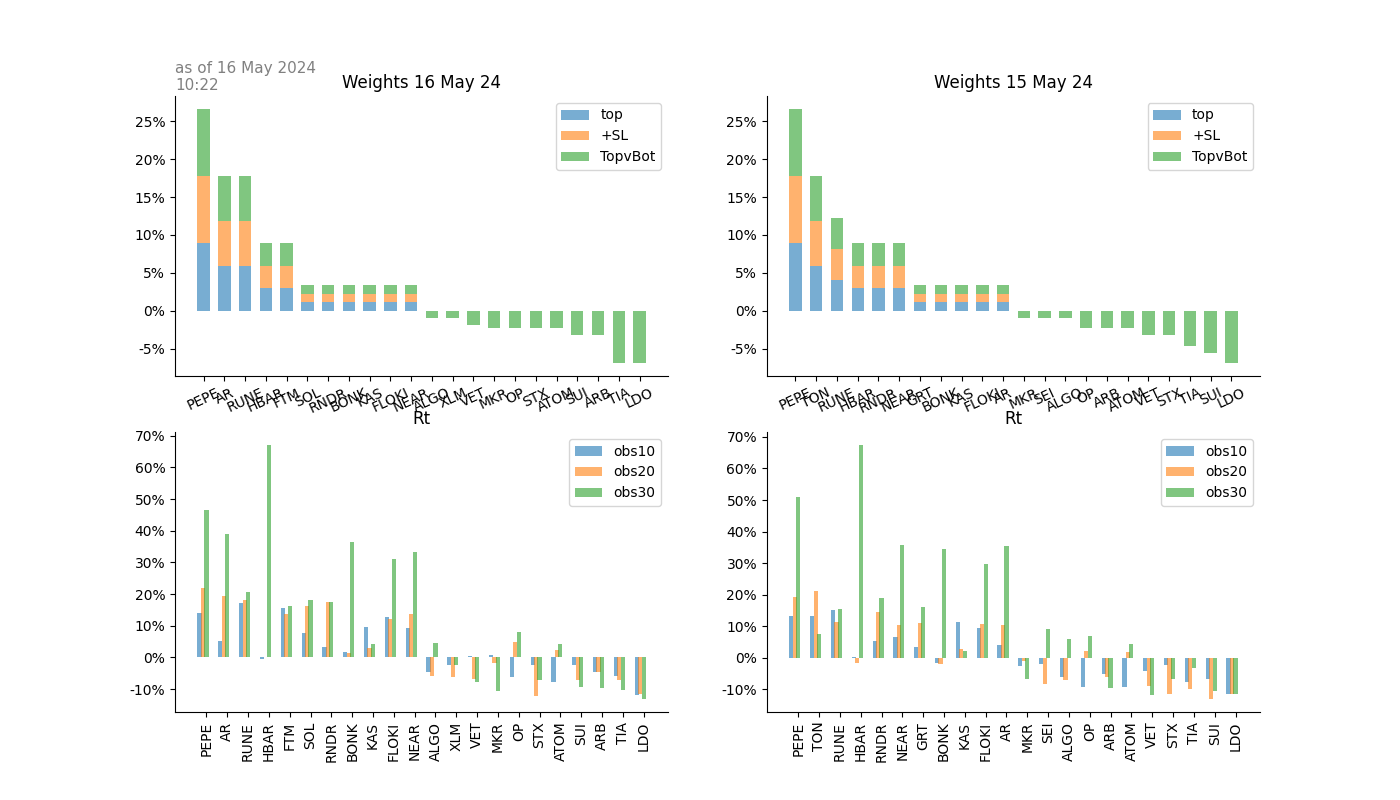 as of 16 May 2024
10:22
Weights 16 May 24
25%
20%
15%
10%
5%
0%
-5%
top
+SL
TopvBot
PEPE AR RUNE HBAR FTM SOL RNDR BONK KAS FLOKI NEAR ALGO XLM VET MKR OP STX ATOM SUI ARB TIA LDO
Weights 15 May 24
25%
20%
15%
10%
5%
0%
-5%
top
+SL
TopvBot
PEPE TON RUNE HBAR RNDR NEAR GRT BONK KAS FLOKI AR MKR SEI ALGO OP ARB ATOM VET STX TIA SUI LDO
Rt
70%
60%
50%
40%
30%
20%
10%
0%
-10%
obs10
obs20
obs30
PEPE AR RUNE HBAR FTM SOL RNDR BONK KAS FLOKI NEAR ALGO XLM VET MKR OP STX ATOM SUI ARB TIA LDO
Rt
70%
60%
50%
40%
30%
20%
10%
0%
-10%
obs10
obs20
obs30
PEPE TON RUNE HBAR RNDR NEAR GRT BONK KAS FLOKI AR MKR SEI ALGO OP ARB ATOM VET STX TIA SUI LDO